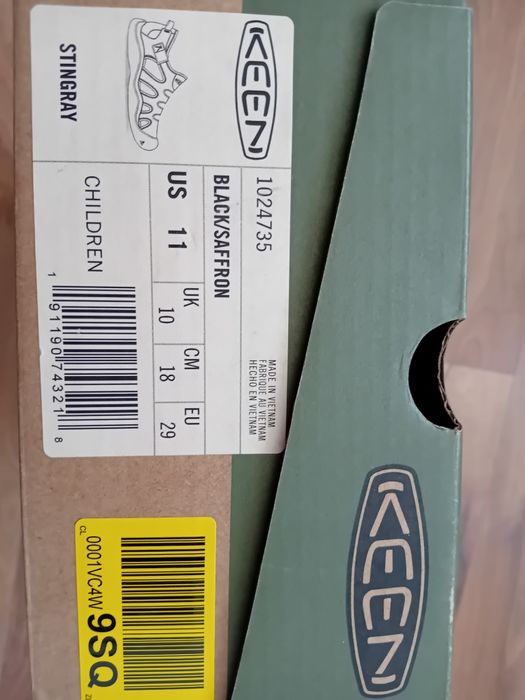 KEEN
STINGRAY
1024735
MADE IN VIETNAM
FABRIQUE AU VIETNAM
HECHO EN VIETNAM
BLACK/SAFFRON
US 11
UK
10
CM
18
EU
29
CHILDREN
1 91190 74321 8
CL 0001VC4W 9SQ
KEEN